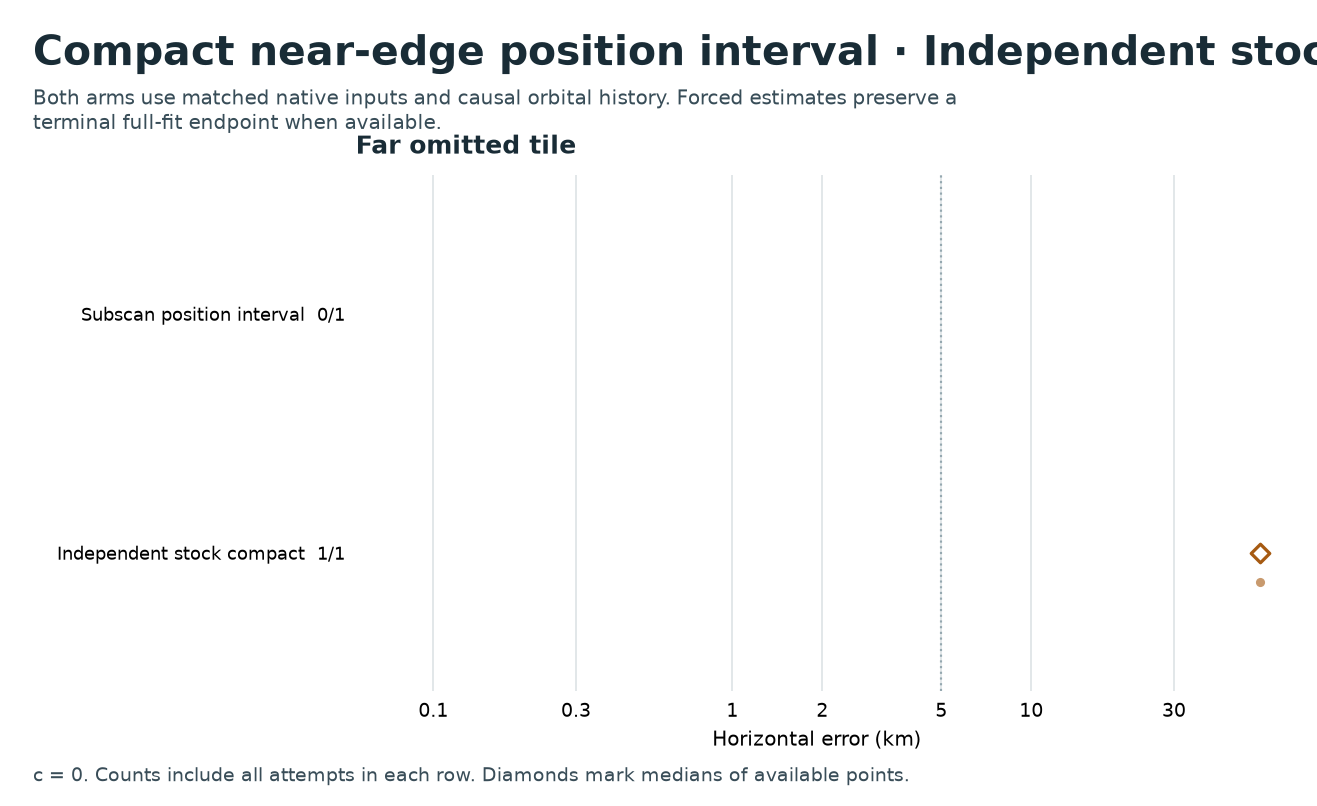 Compact near-edge position interval · Independent stoc
Both arms use matched native inputs and causal orbital history. Forced estimates preserve a
terminal full-fit endpoint when available.
Far omitted tile
Subscan position interval 0/1
Independent stock compact 1/1
0.1 0.3 1 2 5 10 30
Horizontal error (km)
c = 0. Counts include all attempts in each row. Diamonds mark medians of available points.